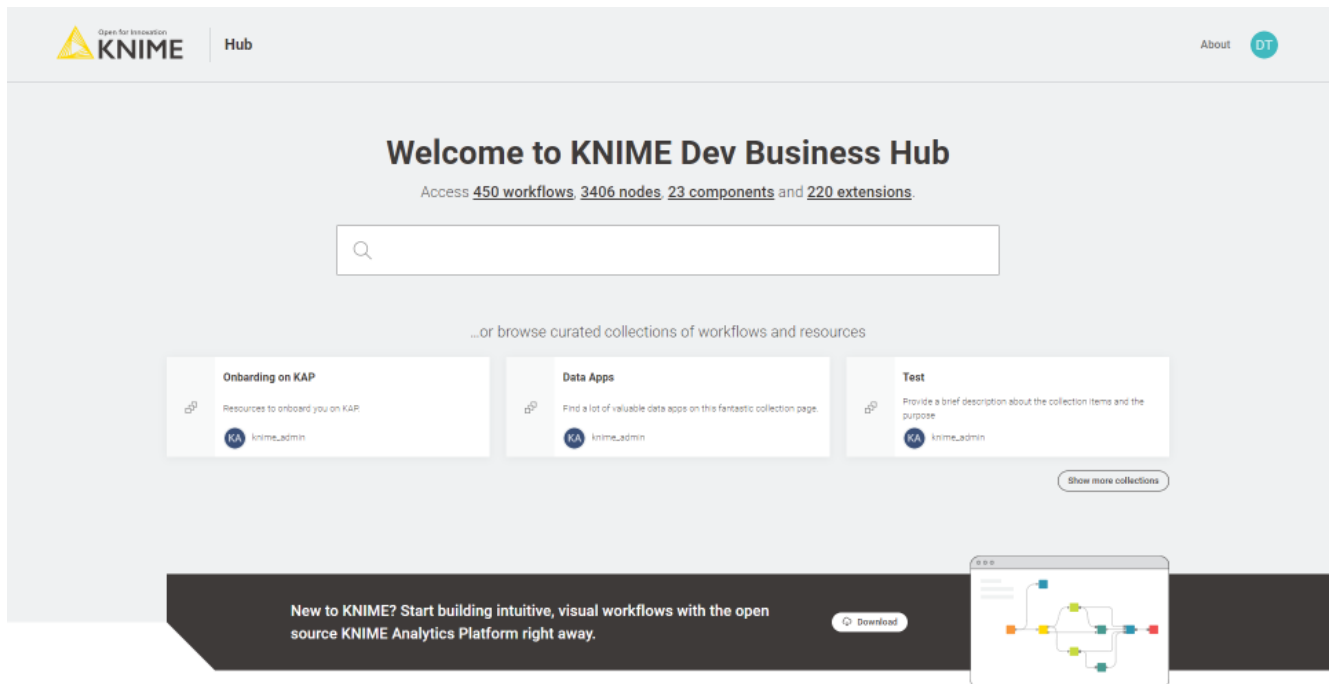 Open for Innovation
KNIME
Hub
About
DT
Welcome to KNIME Dev Business Hub
Access 450 workflows, 3406 nodes, 23 components and 220 extensions.
...or browse curated collections of workflows and resources
Onbarding on KAP
Resources to onboard you on KAP.
KA knime_admin
Data Apps
Find a lot of valuable data apps on this fantastic collection page.
KA knime_admin
Test
Provide a brief description about the collection items and the
purpose
KA knime_admin
Show more collections
New to KNIME? Start building intuitive, visual workflows with the open
source KNIME Analytics Platform right away.
Download